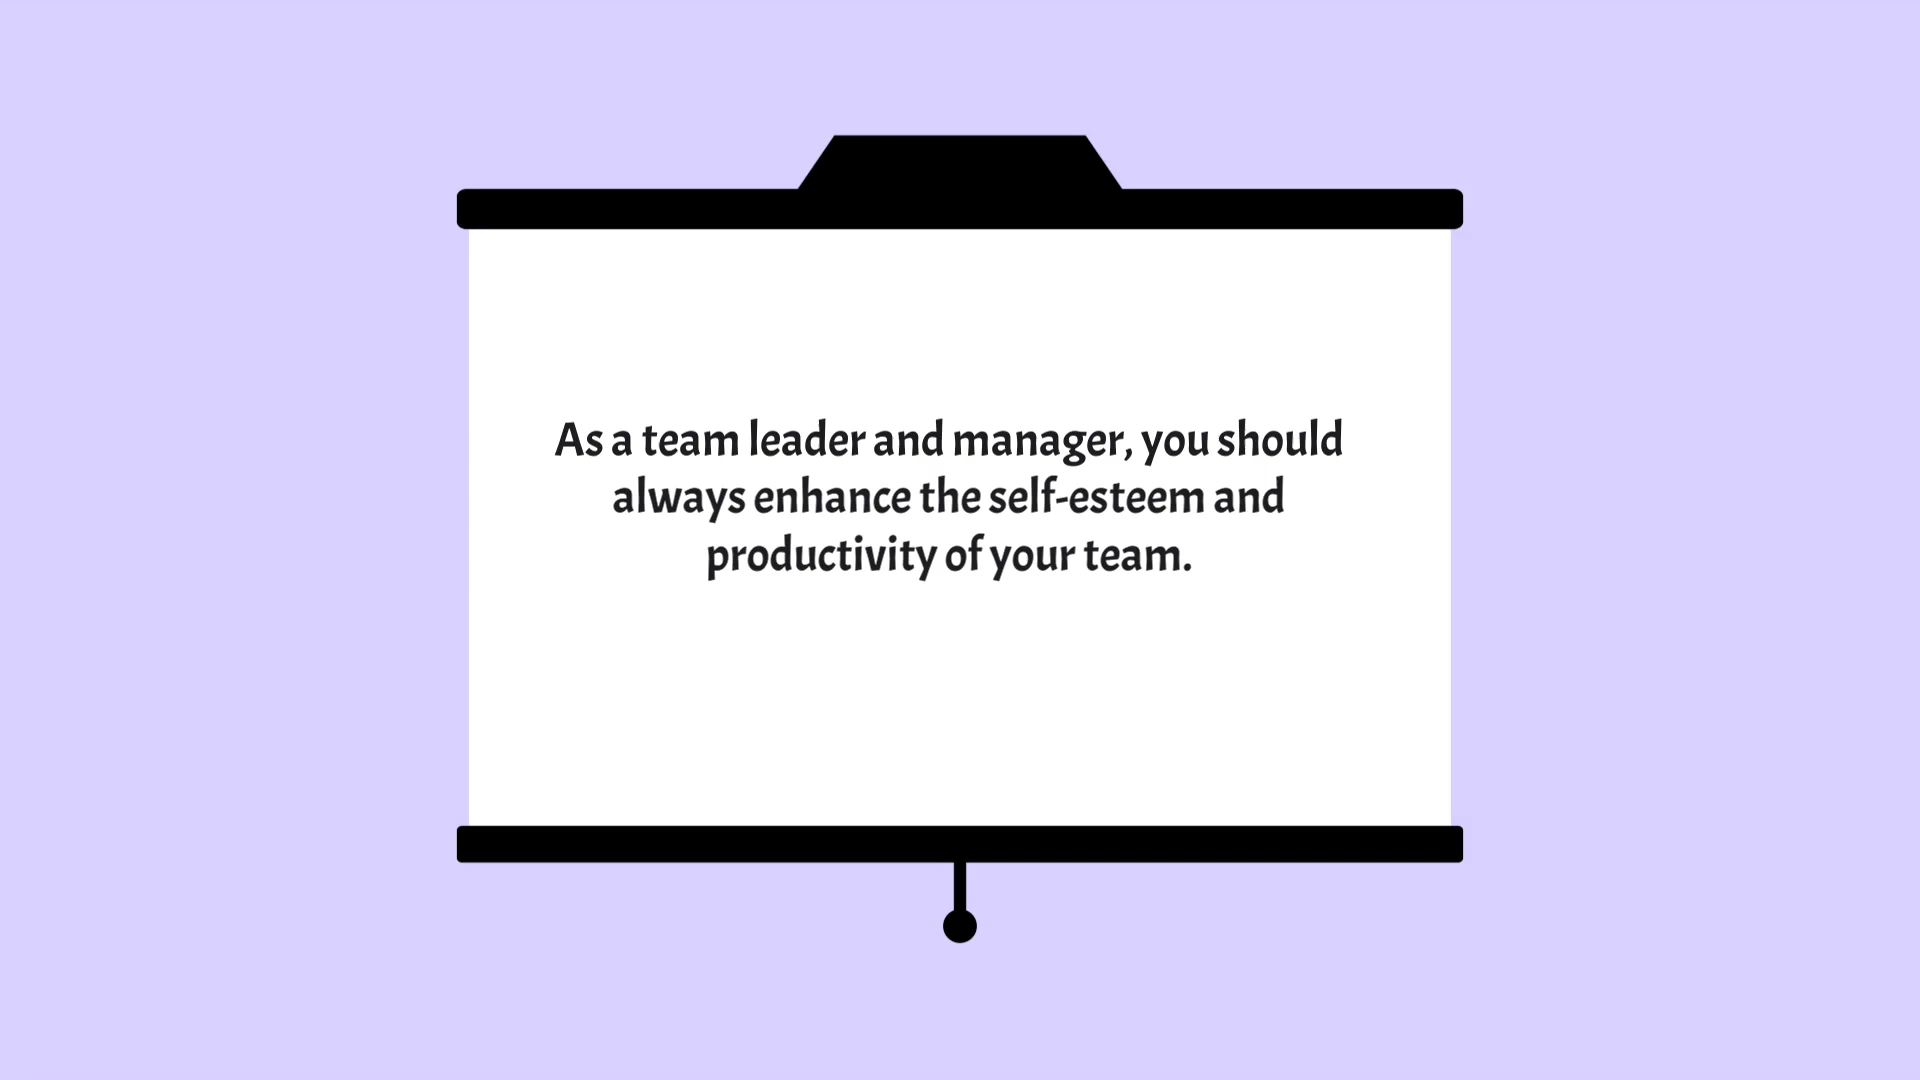 As a team leader and manager, you should
always enhance the self-esteem and
productivity of your team.